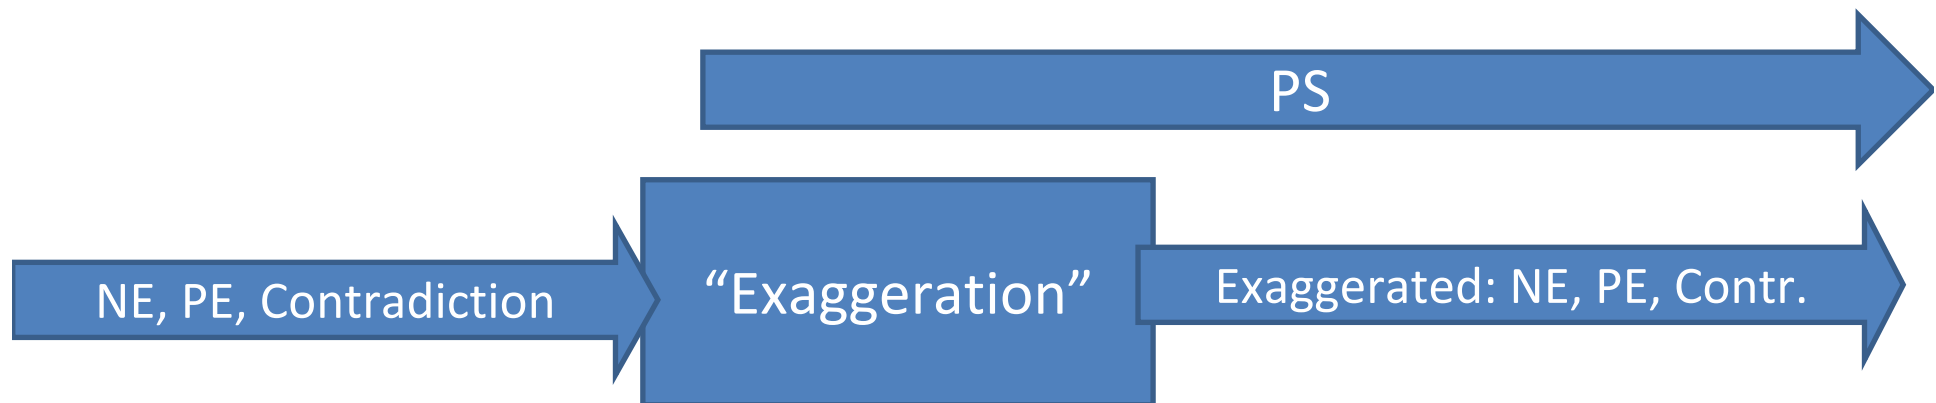 PS
NE, PE, Contradiction
“Exaggeration”
Exaggerated: NE, PE, Contr.